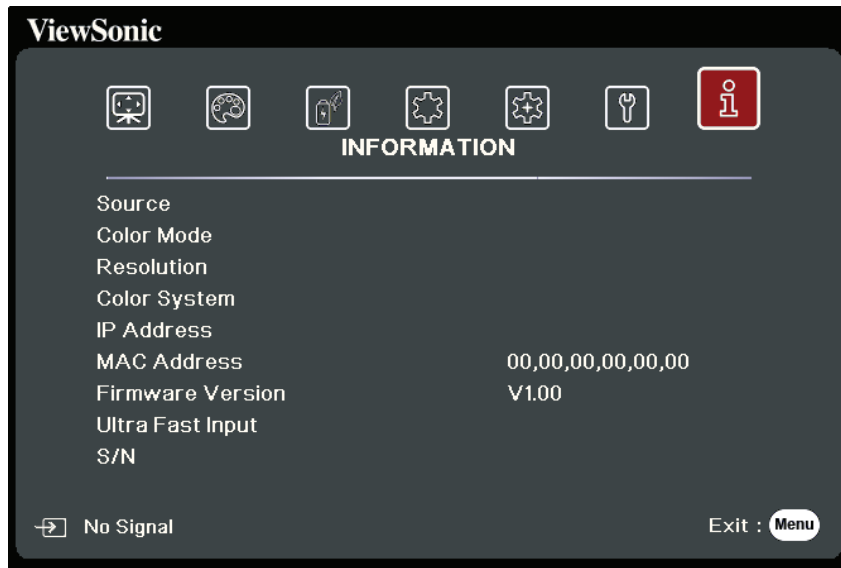 ViewSonic
INFORMATION
Source
Color Mode
Resolution
Color System
IP Address
MAC Address 00,00,00,00,00,00
Firmware Version V1.00
Ultra Fast Input
S/N
No Signal Exit : Menu